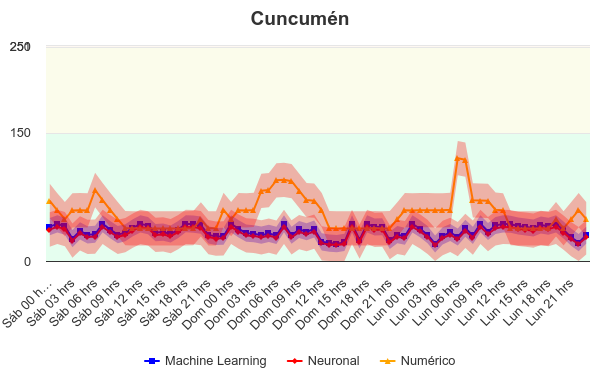 Cuncumén
250
150
0
Sáb 00 h...
Sáb 03 hrs
Sáb 06 hrs
Sáb 09 hrs
Sáb 12 hrs
Sáb 15 hrs
Sáb 18 hrs
Sáb 21 hrs
Dom 00 hrs
Dom 03 hrs
Dom 06 hrs
Dom 09 hrs
Dom 12 hrs
Dom 15 hrs
Dom 18 hrs
Dom 21 hrs
Lun 00 hrs
Lun 03 hrs
Lun 06 hrs
Lun 09 hrs
Lun 12 hrs
Lun 15 hrs
Lun 18 hrs
Lun 21 hrs
Machine Learning Neuronal Numérico